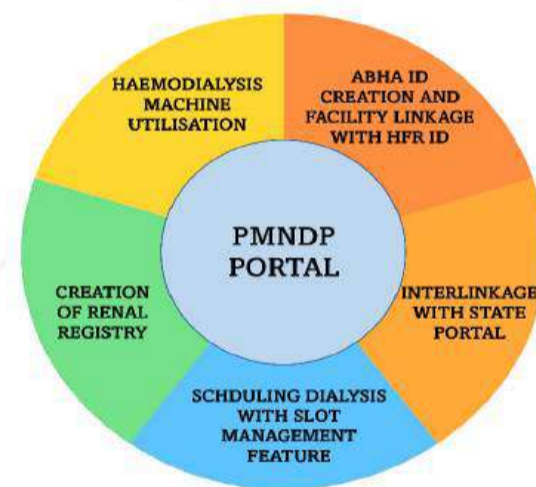 HAEMODIALYSIS
MACHINE
UTILISATION
ABHA ID
CREATION AND
FACILITY LINKAGE
WITH HFR ID
PMNDP
PORTAL
CREATION
OF RENAL
REGISTRY
INTERLINKAGE
WITH STATE
PORTAL
SCHDULING DIALYSIS
WITH SLOT
MANAGEMENT
FEATURE